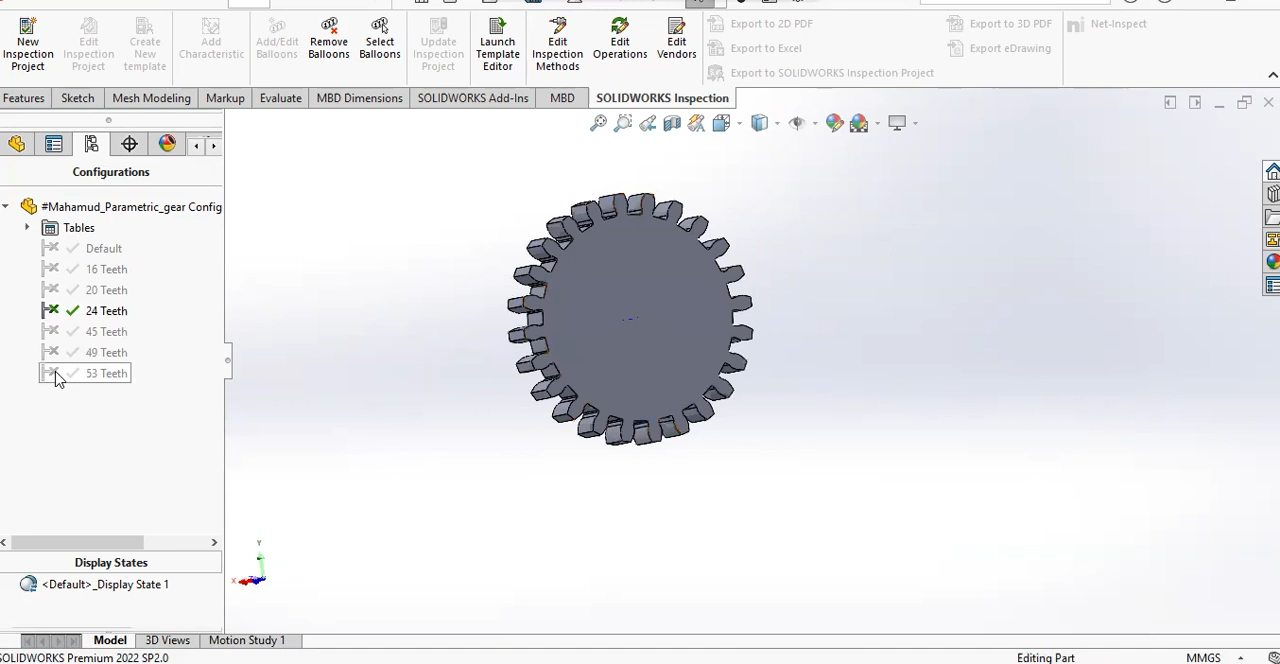 New Inspection Project
Edit Inspection Project
Create New template
Add Characteristic
Add/Edit Balloons
Remove Balloons
Select Balloons
Update Inspection Project
Launch Template Editor
Edit Inspection Methods
Edit Operations
Edit Vendors
Export to 2D PDF
Export to Excel
Export to SOLIDWORKS Inspection Project
Export to 3D PDF
Export eDrawing
Net-Inspect
Features
Sketch
Mesh Modeling
Markup
Evaluate
MBD Dimensions
SOLIDWORKS Add-Ins
MBD
SOLIDWORKS Inspection
Configurations
#Mahamud_Parametric_gear Config
Tables
Default
16 Teeth
20 Teeth
24 Teeth
45 Teeth
49 Teeth
53 Teeth
Y
X
Display States
<Default>_Display State 1
Model
3D Views
Motion Study 1
SOLIDWORKS Premium 2022 SP2.0
Editing Part
MMGS